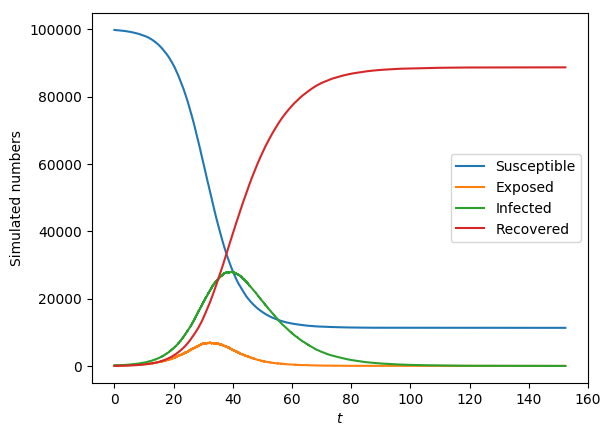 100000
80000
60000
40000
20000
0
Simulated numbers
Susceptible
Exposed
Infected
Recovered
0 20 40 60 80 100 120 140 160
t